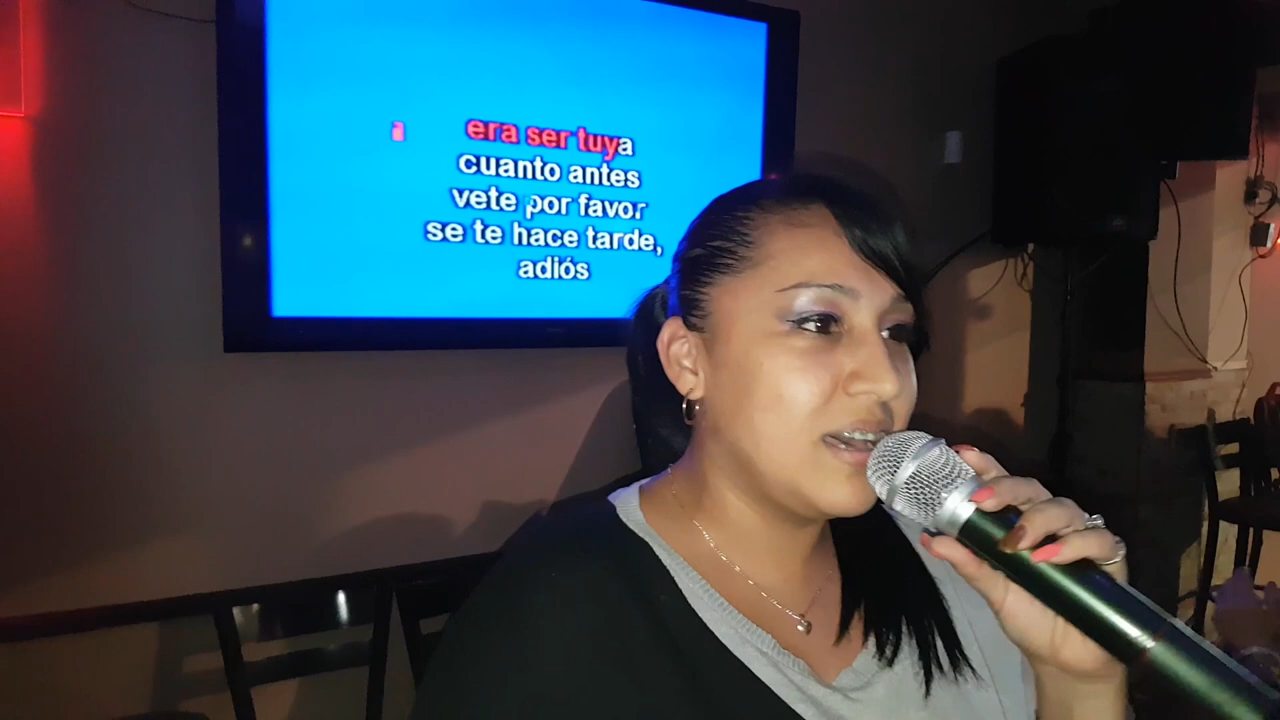 a era ser tuya
cuanto antes
vete por favor
se te hace tarde,
adiós